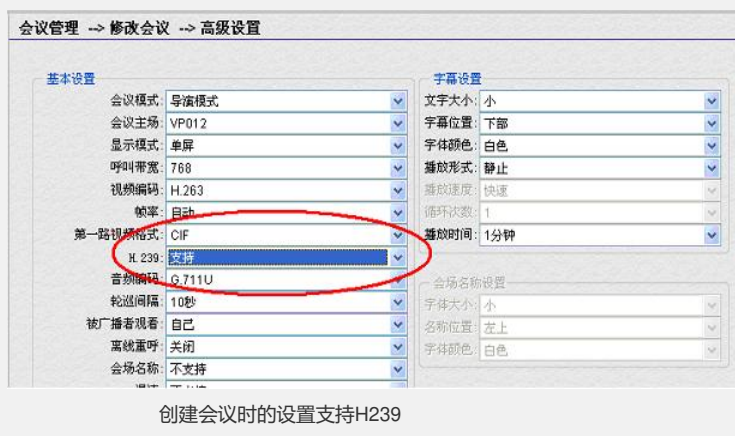 会议管理 --> 修改会议 --> 高级设置
基本设置
会议模式: 导演模式
会议主场: VP012
显示模式: 单屏
呼叫带宽: 768
视频编码: H.263
帧率: 自动
第一路视频格式: CIF
H.239: 支持
音频编码: G.711U
轮巡间隔: 10秒
被广播者观看: 自己
离线重呼: 关闭
会场名称: 不支持
字幕设置
文字大小: 小
字幕位置: 下部
字体颜色: 白色
播放形式: 静止
播放速度: 快速
循环次数: 1
播放时间: 1分钟
会场名称设置
字体大小: 小
名称位置: 左上
字体颜色: 白色
创建会议时的设置支持H239